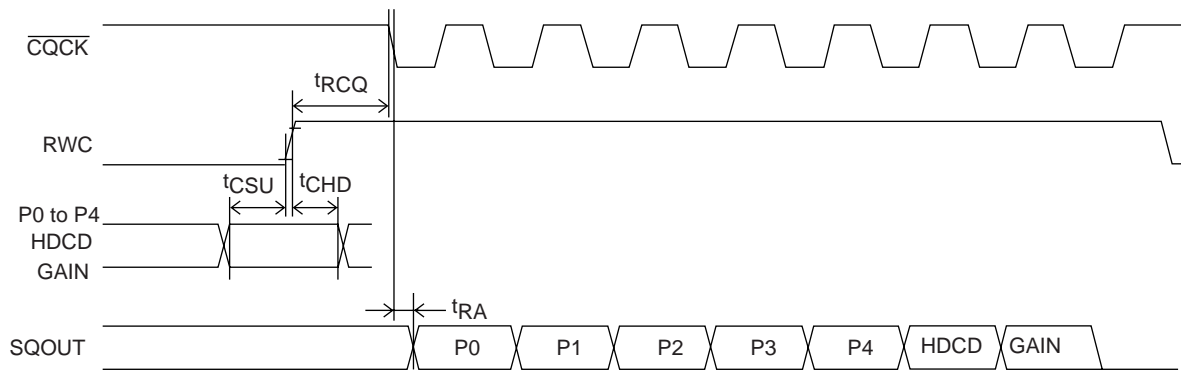 CQCK
tRCQ
RWC
tCSU tCHD
P0 to P4
HDCD
GAIN
tRA
SQOUT P0 P1 P2 P3 P4 HDCD GAIN